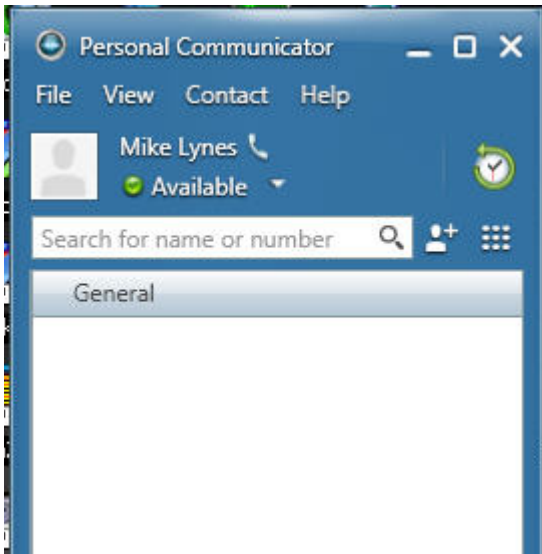 Personal Communicator
File View Contact Help
Mike Lynes
Available
Search for name or number
General